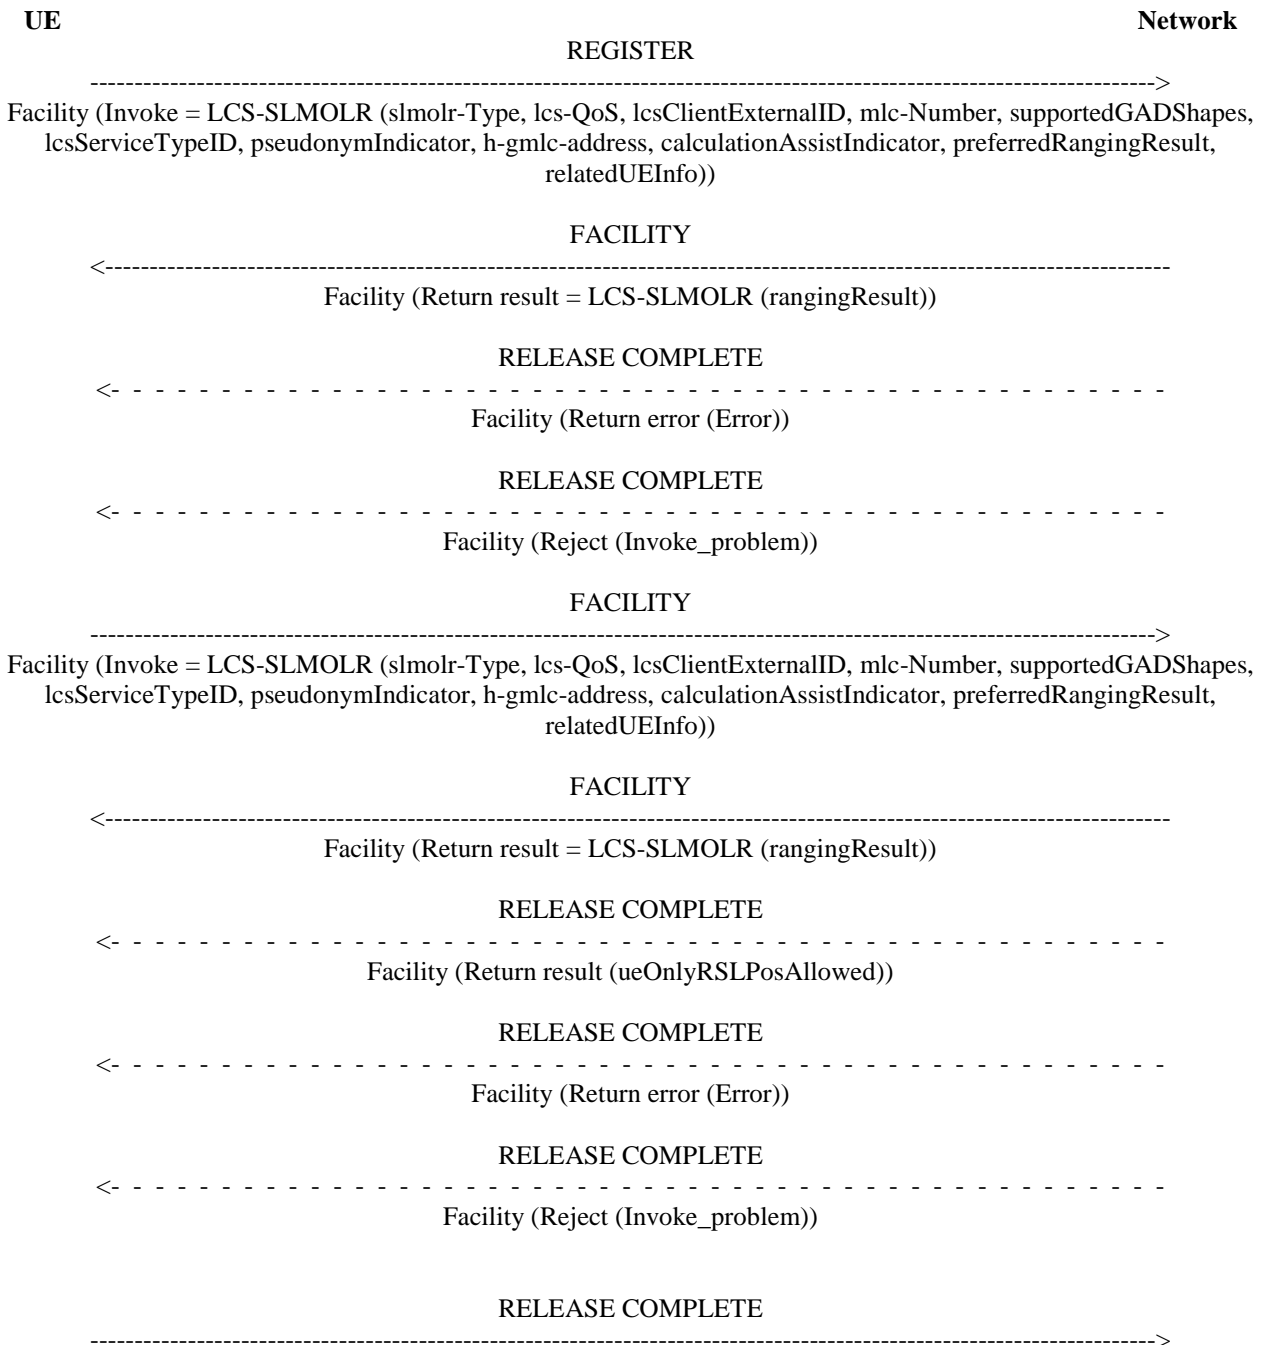 UE Network
REGISTER
------------------------------------------------------------------------------------------------------------------------>
Facility (Invoke = LCS-SLMOLR (slmolr-Type, lcs-QoS, lcsClientExternalID, mlc-Number, supportedGADShapes,
lcsServiceTypeID, pseudonymIndicator, h-gmlc-address, calculationAssistIndicator, preferredRangingResult,
relatedUEInfo))
FACILITY
<------------------------------------------------------------------------------------------------------------------------
Facility (Return result = LCS-SLMOLR (rangingResult))
RELEASE COMPLETE
<- - - - - - - - - - - - - - - - - - - - - - - - - - - - - - - - - - - - - - - - - - - - - - - -
Facility (Return error (Error))
RELEASE COMPLETE
<- - - - - - - - - - - - - - - - - - - - - - - - - - - - - - - - - - - - - - - - - - - - - - - -
Facility (Reject (Invoke_problem))
FACILITY
------------------------------------------------------------------------------------------------------------------------>
Facility (Invoke = LCS-SLMOLR (slmolr-Type, lcs-QoS, lcsClientExternalID, mlc-Number, supportedGADShapes,
lcsServiceTypeID, pseudonymIndicator, h-gmlc-address, calculationAssistIndicator, preferredRangingResult,
relatedUEInfo))
FACILITY
<------------------------------------------------------------------------------------------------------------------------
Facility (Return result = LCS-SLMOLR (rangingResult))
RELEASE COMPLETE
<- - - - - - - - - - - - - - - - - - - - - - - - - - - - - - - - - - - - - - - - - - - - - - - -
Facility (Return result (ueOnlyRSLPosAllowed))
RELEASE COMPLETE
<- - - - - - - - - - - - - - - - - - - - - - - - - - - - - - - - - - - - - - - - - - - - - - - -
Facility (Return error (Error))
RELEASE COMPLETE
<- - - - - - - - - - - - - - - - - - - - - - - - - - - - - - - - - - - - - - - - - - - - - - - -
Facility (Reject (Invoke_problem))
RELEASE COMPLETE
------------------------------------------------------------------------------------------------------------------------>